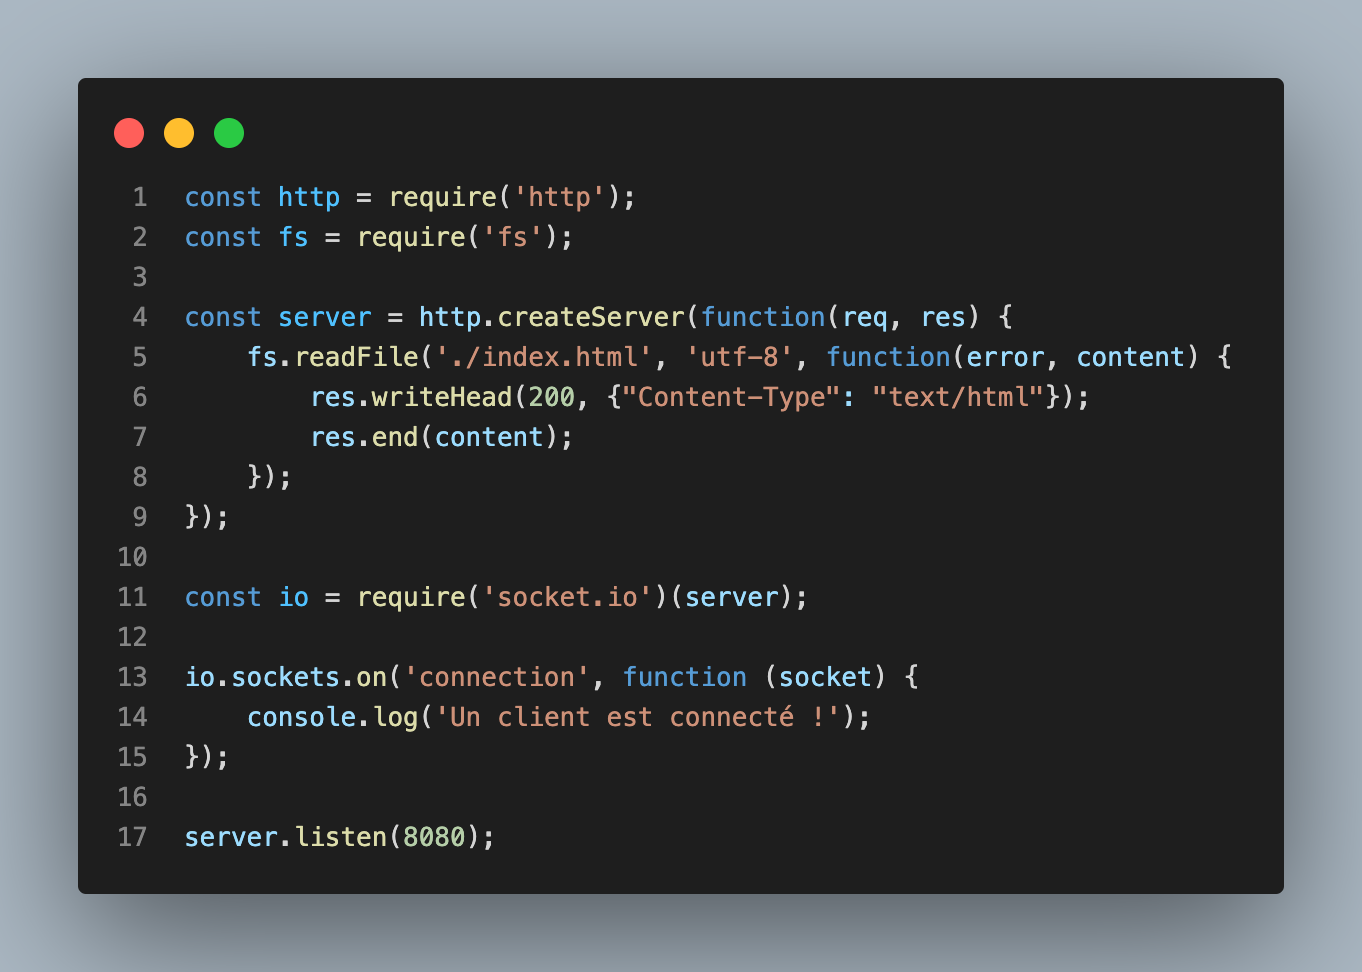 1 const http = require('http');
2 const fs = require('fs');
3
4 const server = http.createServer(function(req, res) {
5     fs.readFile('./index.html', 'utf-8', function(error, content) {
6         res.writeHead(200, {"Content-Type": "text/html"});
7         res.end(content);
8     });
9 });
10
11 const io = require('socket.io')(server);
12
13 io.sockets.on('connection', function (socket) {
14     console.log('Un client est connecté !');
15 });
16
17 server.listen(8080);